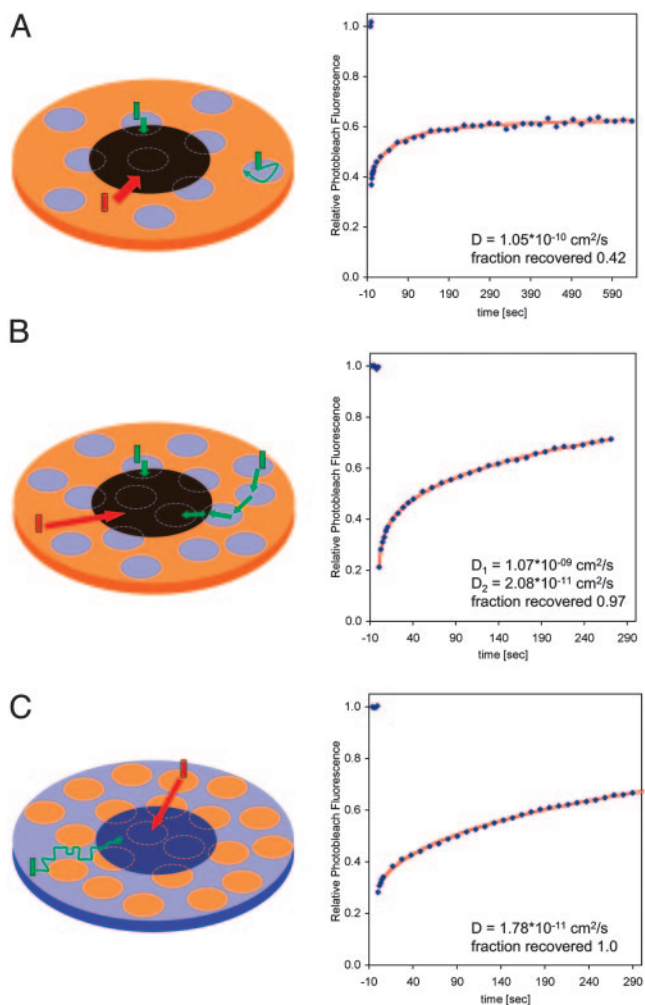 A
Relative Photobleach Fluorescence
1.0
0.8
0.6
0.4
0.2
0.0
D = 1.05*10⁻¹⁰ cm²/s
fraction recovered 0.42
-10 90 190 290 390 490 590
time [sec]
B
Relative Photobleach Fluorescence
1.0
0.8
0.6
0.4
0.2
0.0
D₁ = 1.07*10⁻⁰⁹ cm²/s
D₂ = 2.08*10⁻¹¹ cm²/s
fraction recovered 0.97
-10 40 90 140 190 240 290
time [sec]
C
Relative Photobleach Fluorescence
1.0
0.8
0.6
0.4
0.2
0.0
D = 1.78*10⁻¹¹ cm²/s
fraction recovered 1.0
-10 40 90 140 190 240 290
time [sec]